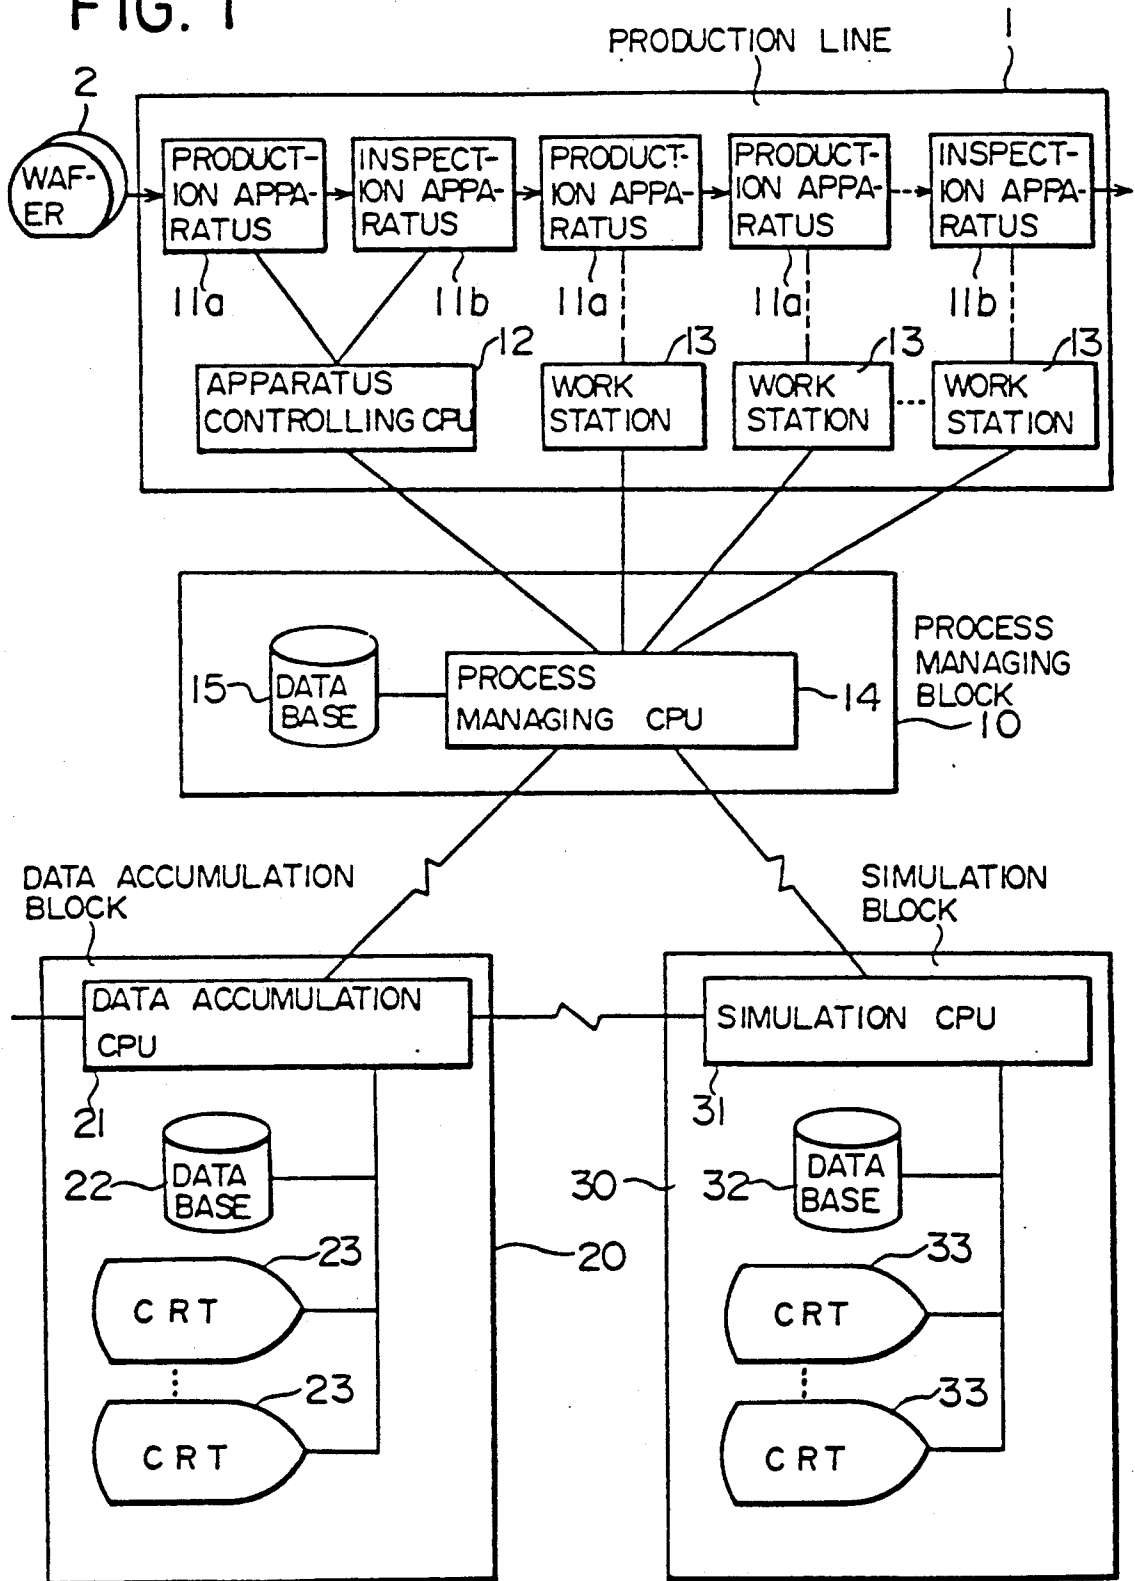 FIG. 1
PRODUCTION LINE
1
2
WAF-
ER
PRODUCT-
ION APPA-
RATUS
INSPECT-
ION APPA-
RATUS
PRODUCT-
ION APPA-
RATUS
PRODUCT-
ION APPA-
RATUS
INSPECT-
ION APPA-
RATUS
11a
11b
11a
11a
11b
12
13
13
13
APPARATUS
CONTROLLING CPU
WORK
STATION
WORK
STATION
WORK
STATION
15
DATA
BASE
PROCESS
MANAGING CPU
14
PROCESS
MANAGING
BLOCK
10
DATA ACCUMULATION
BLOCK
SIMULATION
BLOCK
DATA ACCUMULATION
CPU
SIMULATION CPU
21
31
22
DATA
BASE
30
32
DATA
BASE
23
20
33
CRT
CRT
23
33
CRT
CRT